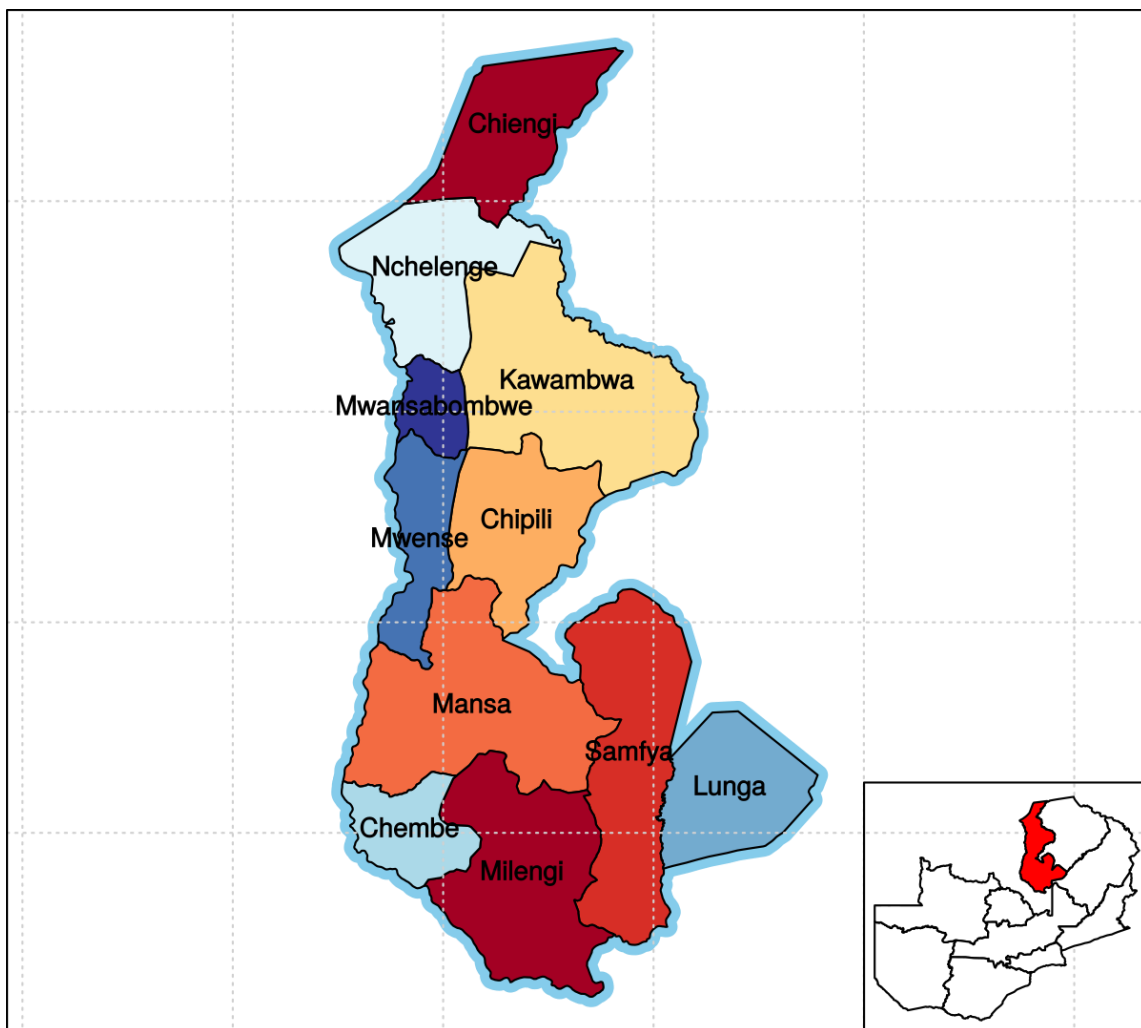 Chiengi
Nchelenge
Kawambwa
Mwansabombwe
Chipili
Mwense
Mansa
Samfya
Lunga
Chembe
Milengi